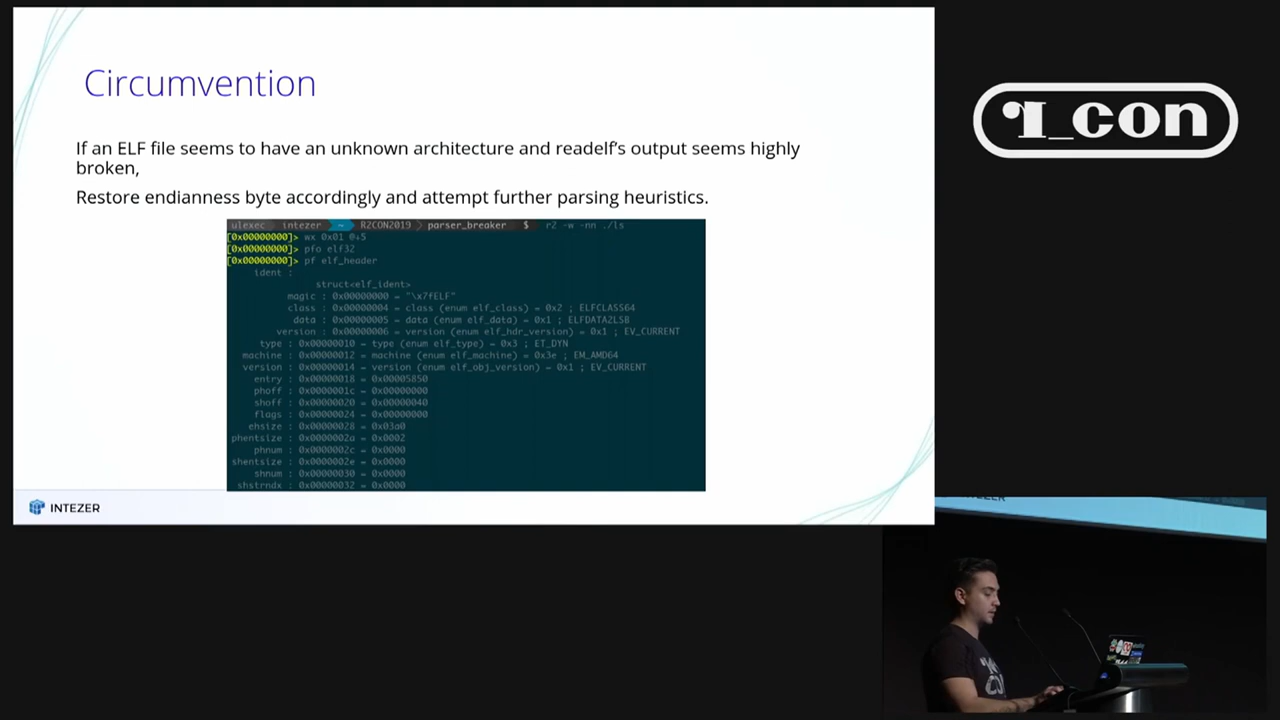 Circumvention
If an ELF file seems to have an unknown architecture and readelf's output seems highly
broken,
Restore endianness byte accordingly and attempt further parsing heuristics.
ulexec intezer ~ R2CON2019 parser_breaker $ r2 -w -nn ./ls
[0x00000000]> wx 0x01 @+5
[0x00000000]> pfo elf32
[0x00000000]> pf elf_header
ident :
struct<elf_ident>
magic : 0x00000000 = "\x7fELF"
class : 0x00000004 = class (enum elf_class) = 0x2 ; ELFCLASS64
data : 0x00000005 = data (enum elf_data) = 0x1 ; ELFDATA2LSB
version : 0x00000006 = version (enum elf_hdr_version) = 0x1 ; EV_CURRENT
type : 0x00000010 = type (enum elf_type) = 0x3 ; ET_DYN
machine : 0x00000012 = machine (enum elf_machine) = 0x3e ; EM_AMD64
version : 0x00000014 = version (enum elf_obj_version) = 0x1 ; EV_CURRENT
entry : 0x00000018 = 0x00005850
phoff : 0x0000001c = 0x00000000
shoff : 0x00000020 = 0x00000040
flags : 0x00000024 = 0x00000000
ehsize : 0x00000028 = 0x03a0
phentsize : 0x0000002a = 0x0002
phnum : 0x0000002c = 0x0000
shentsize : 0x0000002e = 0x0000
shnum : 0x00000030 = 0x0000
shstrndx : 0x00000032 = 0x0000
INTEZER
r_con